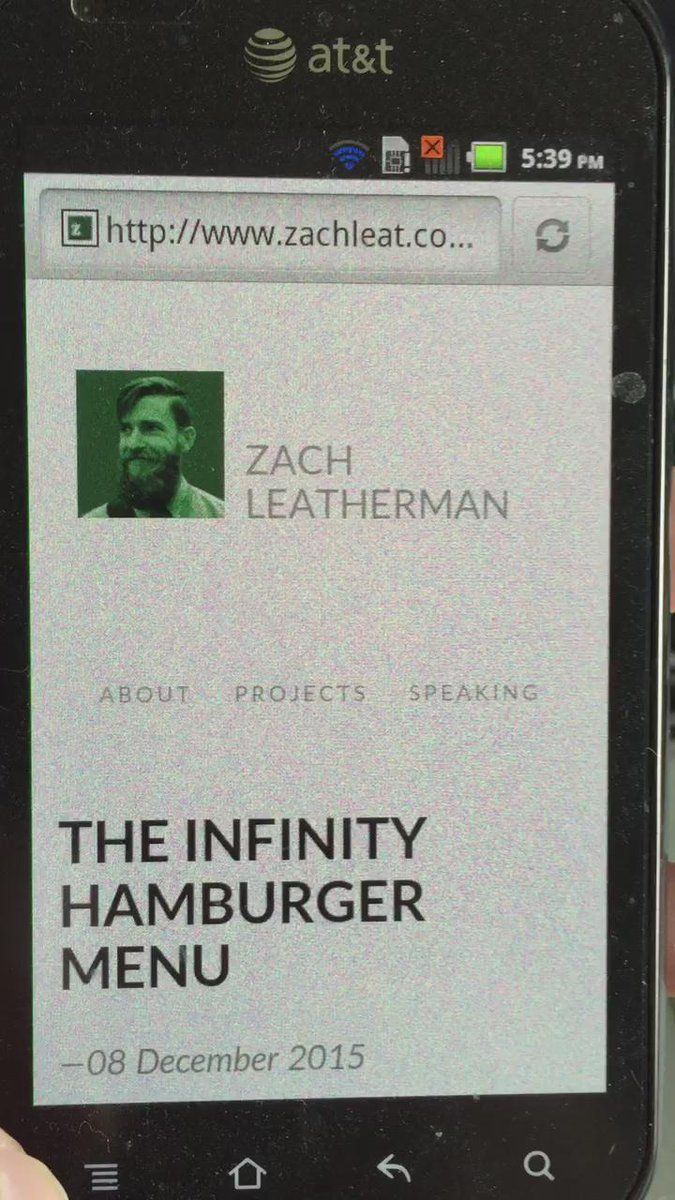 at&t
5:39 PM
z http://www.zachleat.co...
ZACH
LEATHERMAN
ABOUT PROJECTS SPEAKING
THE INFINITY
HAMBURGER
MENU
—08 December 2015